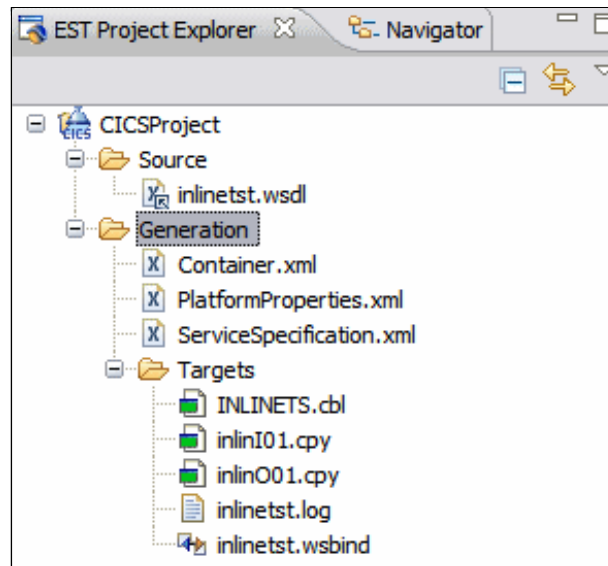 EST Project Explorer Navigator
CICSProject
Source
inlinetst.wsdl
Generation
Container.xml
PlatformProperties.xml
ServiceSpecification.xml
Targets
INLINETS.cbl
inlinI01.cpy
inlinO01.cpy
inlinetst.log
inlinetst.wsbind